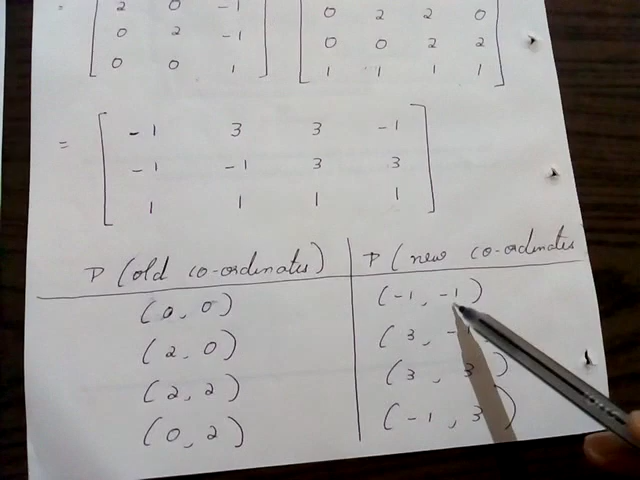 = 2 0 -1 0 2 2 0
0 2 -1 0 0 2 2
0 0 1 1 1 1 1
= -1 3 3 -1
-1 -1 3 3
1 1 1 1
P (old co-ordinates) P (new co-ordinates
(0, 0) (-1, -1)
(2, 0) (3, -1)
(2, 2) (3, 3)
(0, 2) (-1, 3)